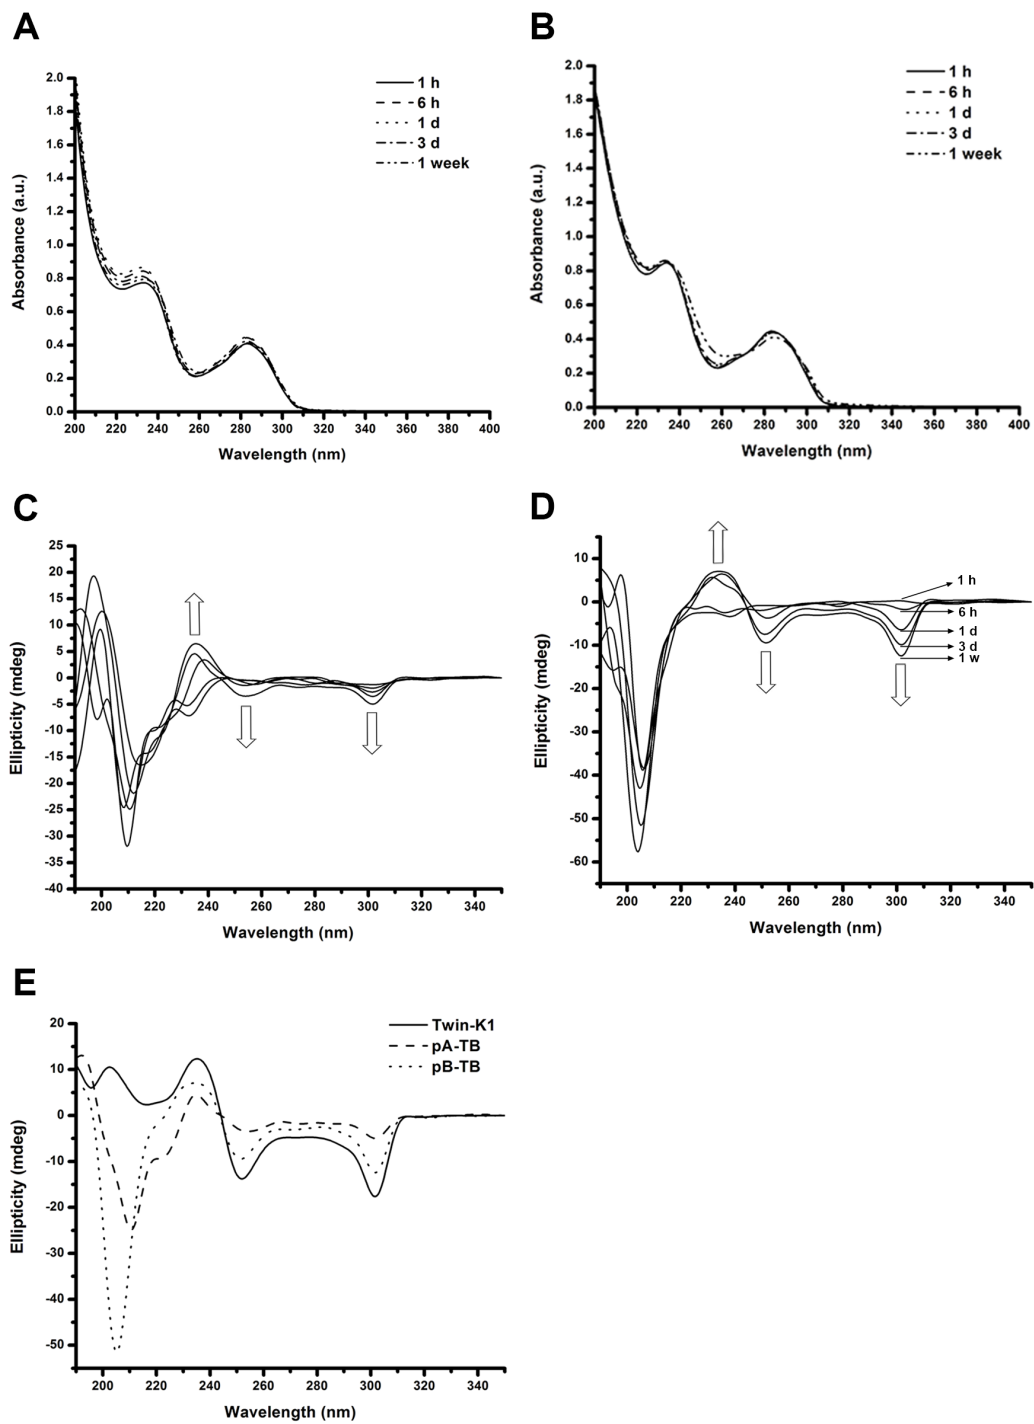 A
B
2.0
1.8
1.6
1.4
1.2
1.0
0.8
0.6
0.4
0.2
0.0
Absorbance (a.u.)
1 h
6 h
1 d
3 d
1 week
200 220 240 260 280 300 320 340 360 380 400
Wavelength (nm)
2.0
1.8
1.6
1.4
1.2
1.0
0.8
0.6
0.4
0.2
0.0
Absorbance (a.u.)
1 h
6 h
1 d
3 d
1 week
200 220 240 260 280 300 320 340 360 380 400
Wavelength (nm)
C
D
25
20
15
10
5
0
-5
-10
-15
-20
-25
-30
-35
-40
Ellipticity (mdeg)
200 220 240 260 280 300 320 340
Wavelength (nm)
10
0
-10
-20
-30
-40
-50
-60
Ellipticity (mdeg)
1 h
6 h
1 d
3 d
1 w
200 220 240 260 280 300 320 340
Wavelength (nm)
E
20
10
0
-10
-20
-30
-40
-50
Ellipticity (mdeg)
Twin-K1
pA-TB
pB-TB
200 220 240 260 280 300 320 340
Wavelength (nm)